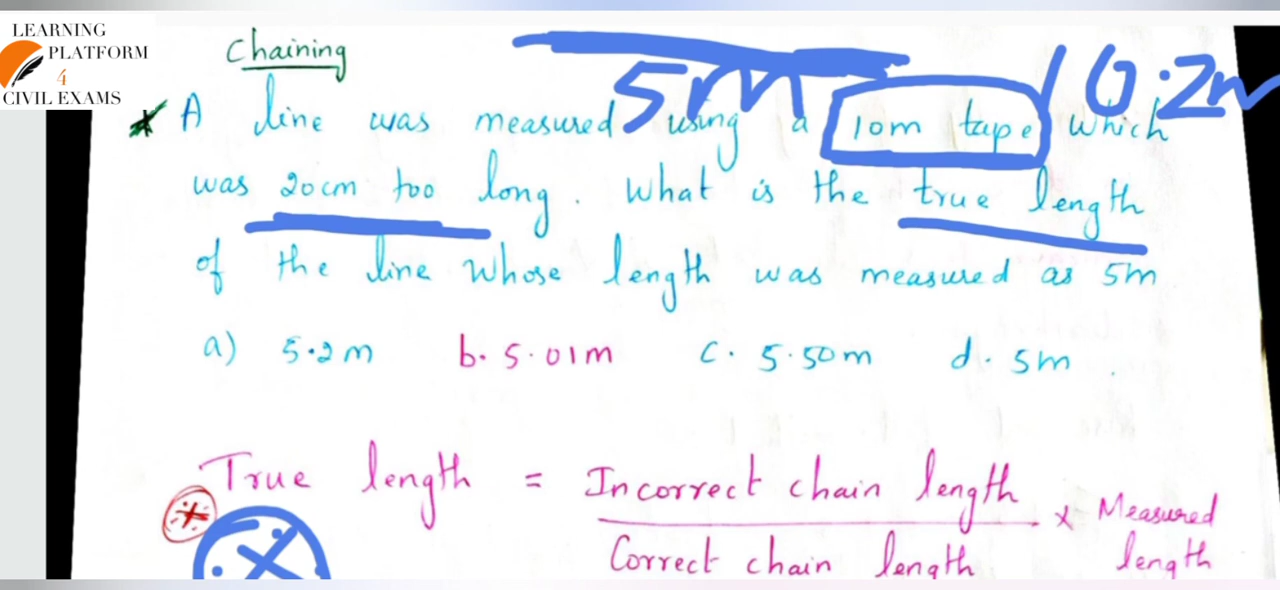 LEARNING
PLATFORM
4
CIVIL EXAMS
Chaining
5m
10.2m
A line was measured using a 10m tape which
was 20cm too long. What is the true length
of the line whose length was measured as 5m
a) 5.2m b. 5.01m c. 5.50m d. 5m.
True length = Incorrect chain length × Measured length
Correct chain length